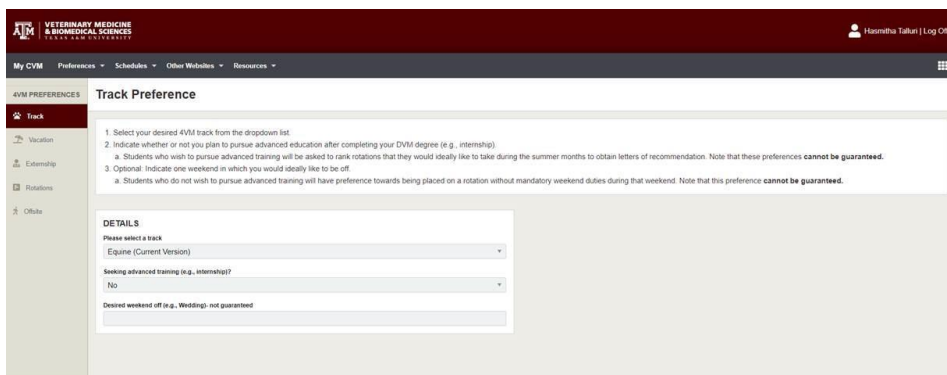 VETERINARY MEDICINE
& BIOMEDICAL SCIENCES
TEXAS A&M UNIVERSITY
Hasmitha Talluri | Log Of
My CVM Preferences Schedules Other Websites Resources
4VM PREFERENCES
Track
Vacation
Externship
Rotations
Offsite
Track Preference
1. Select your desired 4VM track from the dropdown list.
2. Indicate whether or not you plan to pursue advanced education after completing your DVM degree (e.g., internship).
a. Students who wish to pursue advanced training will be asked to rank rotations that they would ideally like to take during the summer months to obtain letters of recommendation. Note that these preferences cannot be guaranteed.
3. Optional: Indicate one weekend in which you would ideally like to be off.
a. Students who do not wish to pursue advanced training will have preference towards being placed on a rotation without mandatory weekend duties during that weekend. Note that this preference cannot be guaranteed.
DETAILS
Please select a track
Equine (Current Version)
Seeking advanced training (e.g., internship)?
No
Desired weekend off (e.g., Wedding)- not guaranteed